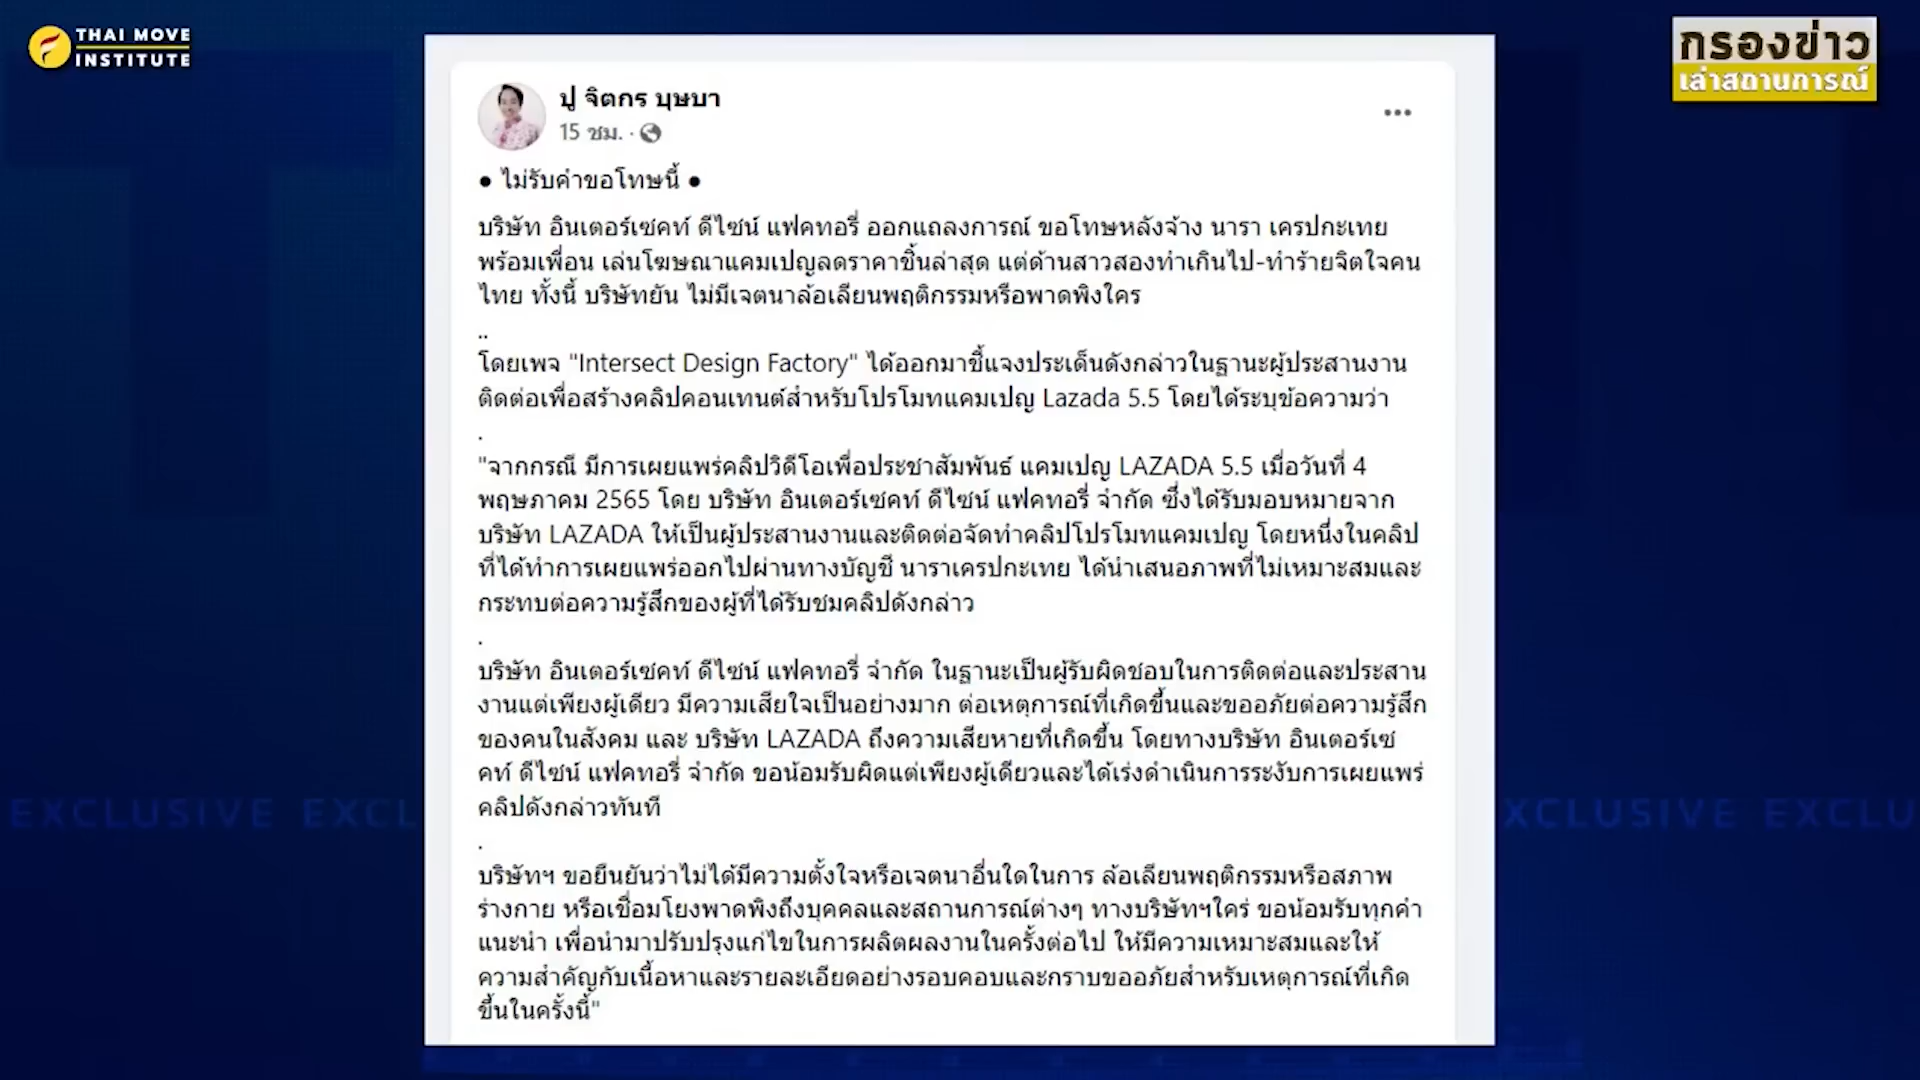 THAI MOVE
INSTITUTE
กรองข่าว
เล่าสถานการณ์
ปู จิตกร บุษบา
15 ชม. ·
● ไม่รับคำขอโทษนี้ ●
บริษัท อินเตอร์เซคท์ ดีไซน์ แฟคทอรี่ ออกแถลงการณ์ ขอโทษหลังจ้าง นารา เครปกะเทย
พร้อมเพื่อน เล่นโฆษณาแคมเปญลดราคาชิ้นล่าสุด แต่ด้านสาวสองทำเกินไป-ทำร้ายจิตใจคน
ไทย ทั้งนี้ บริษัทยัน ไม่มีเจตนาล้อเลียนพฤติกรรมหรือพาดพิงใคร
..
โดยเพจ "Intersect Design Factory" ได้ออกมาชี้แจงประเด็นดังกล่าวในฐานะผู้ประสานงาน
ติดต่อเพื่อสร้างคลิปคอนเทนต์สำหรับโปรโมทแคมเปญ Lazada 5.5 โดยได้ระบุข้อความว่า
.
"จากกรณี มีการเผยแพร่คลิปวิดีโอเพื่อประชาสัมพันธ์ แคมเปญ LAZADA 5.5 เมื่อวันที่ 4
พฤษภาคม 2565 โดย บริษัท อินเตอร์เซคท์ ดีไซน์ แฟคทอรี่ จำกัด ซึ่งได้รับมอบหมายจาก
บริษัท LAZADA ให้เป็นผู้ประสานงานและติดต่อจัดทำคลิปโปรโมทแคมเปญ โดยหนึ่งในคลิป
ที่ได้ทำการเผยแพร่ออกไปผ่านทางบัญชี นาราเครปกะเทย ได้นำเสนอภาพที่ไม่เหมาะสมและ
กระทบต่อความรู้สึกของผู้ที่ได้รับชมคลิปดังกล่าว
.
บริษัท อินเตอร์เซคท์ ดีไซน์ แฟคทอรี่ จำกัด ในฐานะเป็นผู้รับผิดชอบในการติดต่อและประสาน
งานแต่เพียงผู้เดียว มีความเสียใจเป็นอย่างมาก ต่อเหตุการณ์ที่เกิดขึ้นและขออภัยต่อความรู้สึก
ของคนในสังคม และ บริษัท LAZADA ถึงความเสียหายที่เกิดขึ้น โดยทางบริษัท อินเตอร์เซ
คท์ ดีไซน์ แฟคทอรี่ จำกัด ขอน้อมรับผิดแต่เพียงผู้เดียวและได้เร่งดำเนินการระงับการเผยแพร่
คลิปดังกล่าวทันที
.
บริษัทฯ ขอยืนยันว่าไม่ได้มีความตั้งใจหรือเจตนาอื่นใดในการ ล้อเลียนพฤติกรรมหรือสภาพ
ร่างกาย หรือเชื่อมโยงพาดพิงถึงบุคคลและสถานการณ์ต่างๆ ทางบริษัทฯใคร่ ขอน้อมรับทุกคำ
แนะนำ เพื่อนำมาปรับปรุงแก้ไขในการผลิตผลงานในครั้งต่อไป ให้มีความเหมาะสมและให้
ความสำคัญกับเนื้อหาและรายละเอียดอย่างรอบคอบและกราบขออภัยสำหรับเหตุการณ์ที่เกิด
ขึ้นในครั้งนี้"
EXCLUSIVE EXCL
XCLUSIVE EXCLU